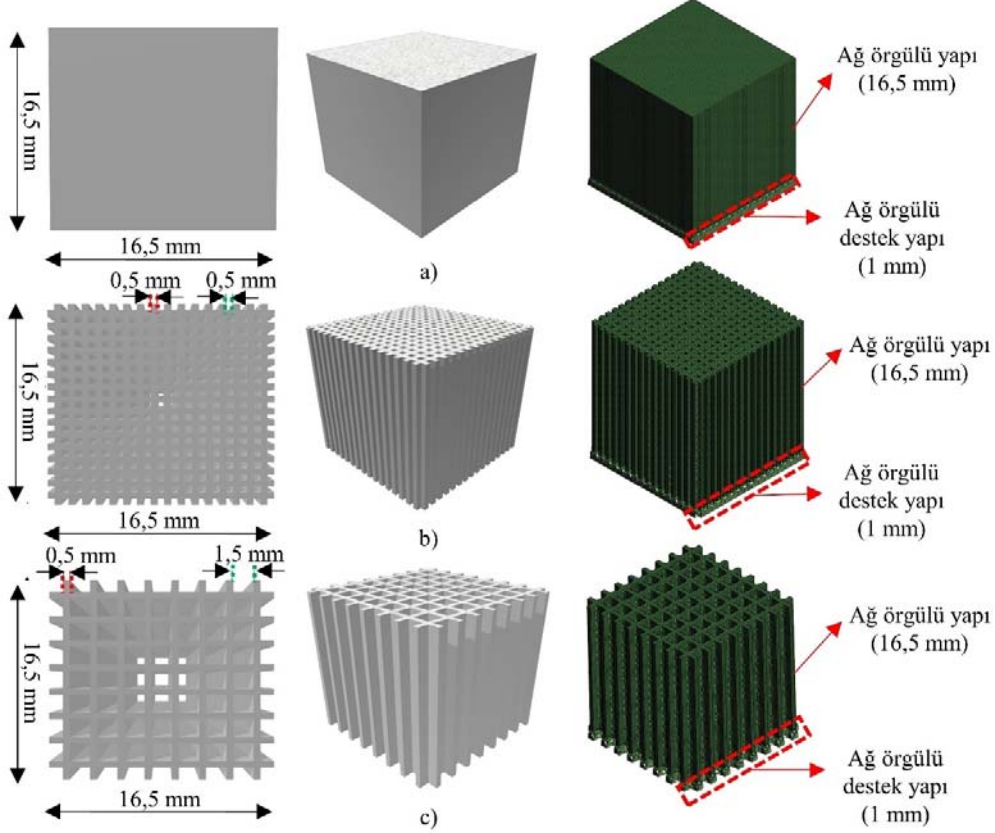 16,5 mm
16,5 mm
a)
Ağ örgülü yapı
(16,5 mm)
Ağ örgülü
destek yapı
(1 mm)
0,5 mm
0,5 mm
16,5 mm
16,5 mm
b)
Ağ örgülü yapı
(16,5 mm)
Ağ örgülü
destek yapı
(1 mm)
0,5 mm
1,5 mm
16,5 mm
16,5 mm
c)
Ağ örgülü yapı
(16,5 mm)
Ağ örgülü
destek yapı
(1 mm)